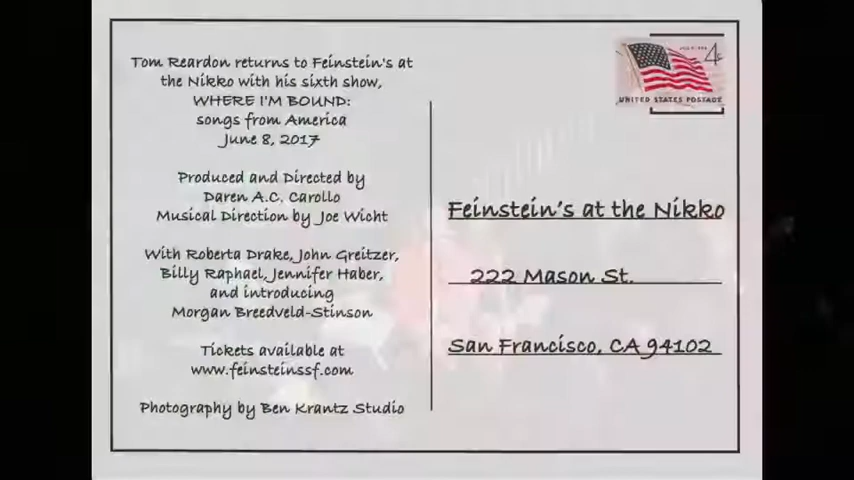 Tom Reardon returns to Feinstein's at
the Nikko with his sixth show,
WHERE I'M BOUND:
songs from America
June 8, 2017
Produced and Directed by
Daren A.C. Carollo
Musical Direction by Joe Wicht
With Roberta Drake, John Greitzer,
Billy Raphael, Jennifer Haber,
and introducing
Morgan Breedveld-Stinson
Tickets available at
www.feinsteinssf.com
Photography by Ben Krantz Studio
4¢
UNITED STATES POSTAGE
Feinstein's at the Nikko
222 Mason St.
San Francisco, CA 94102